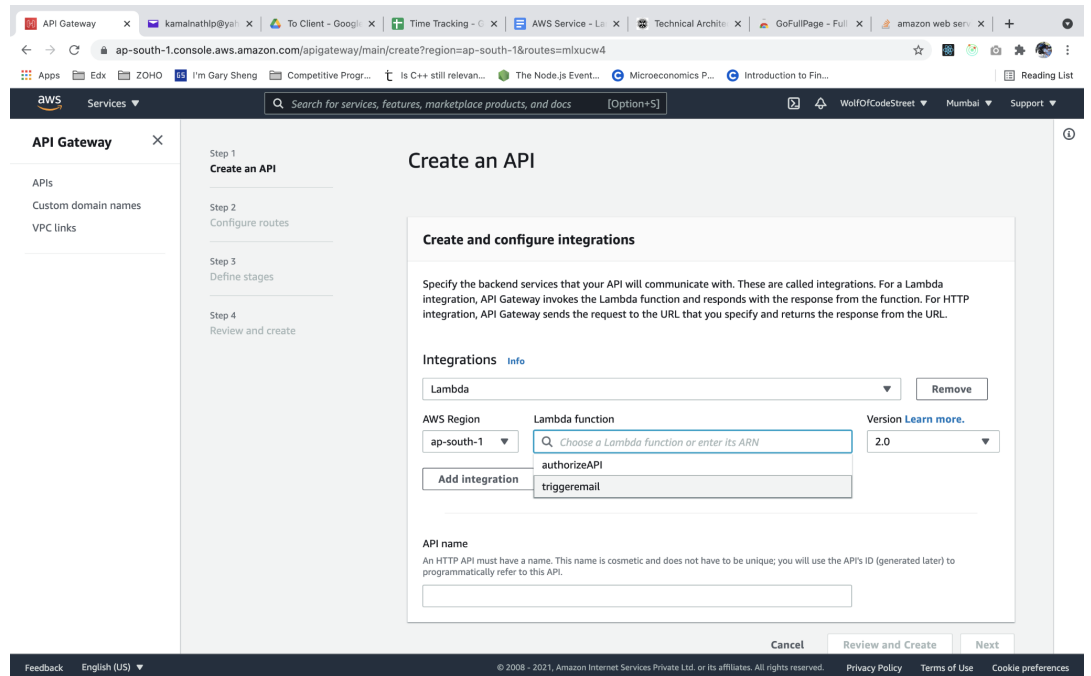 API Gateway
kamalnathlp@yah
To Client - Google
Time Tracking - G
AWS Service - La
Technical Archite
GoFullPage - Full
amazon web serv
ap-south-1.console.aws.amazon.com/apigateway/main/create?region=ap-south-1&routes=mlxucw4
Apps
Edx
ZOHO
I'm Gary Sheng
Competitive Progr...
Is C++ still relevan...
The Node.js Event...
Microeconomics P...
Introduction to Fin...
Reading List
aws
Services
Search for services, features, marketplace products, and docs
[Option+S]
WolfOfCodeStreet
Mumbai
Support
API Gateway
APIs
Custom domain names
VPC links
Step 1
Create an API
Step 2
Configure routes
Step 3
Define stages
Step 4
Review and create
Create an API
Create and configure integrations
Specify the backend services that your API will communicate with. These are called integrations. For a Lambda
integration, API Gateway invokes the Lambda function and responds with the response from the function. For HTTP
integration, API Gateway sends the request to the URL that you specify and returns the response from the URL.
Integrations Info
Lambda
Remove
AWS Region
Lambda function
Version Learn more.
ap-south-1
Choose a Lambda function or enter its ARN
2.0
authorizeAPI
triggeremail
Add integration
API name
An HTTP API must have a name. This name is cosmetic and does not have to be unique; you will use the API's ID (generated later) to
programmatically refer to this API.
Cancel
Review and Create
Next
Feedback
English (US)
© 2008 - 2021, Amazon Internet Services Private Ltd. or its affiliates. All rights reserved.
Privacy Policy
Terms of Use
Cookie preferences